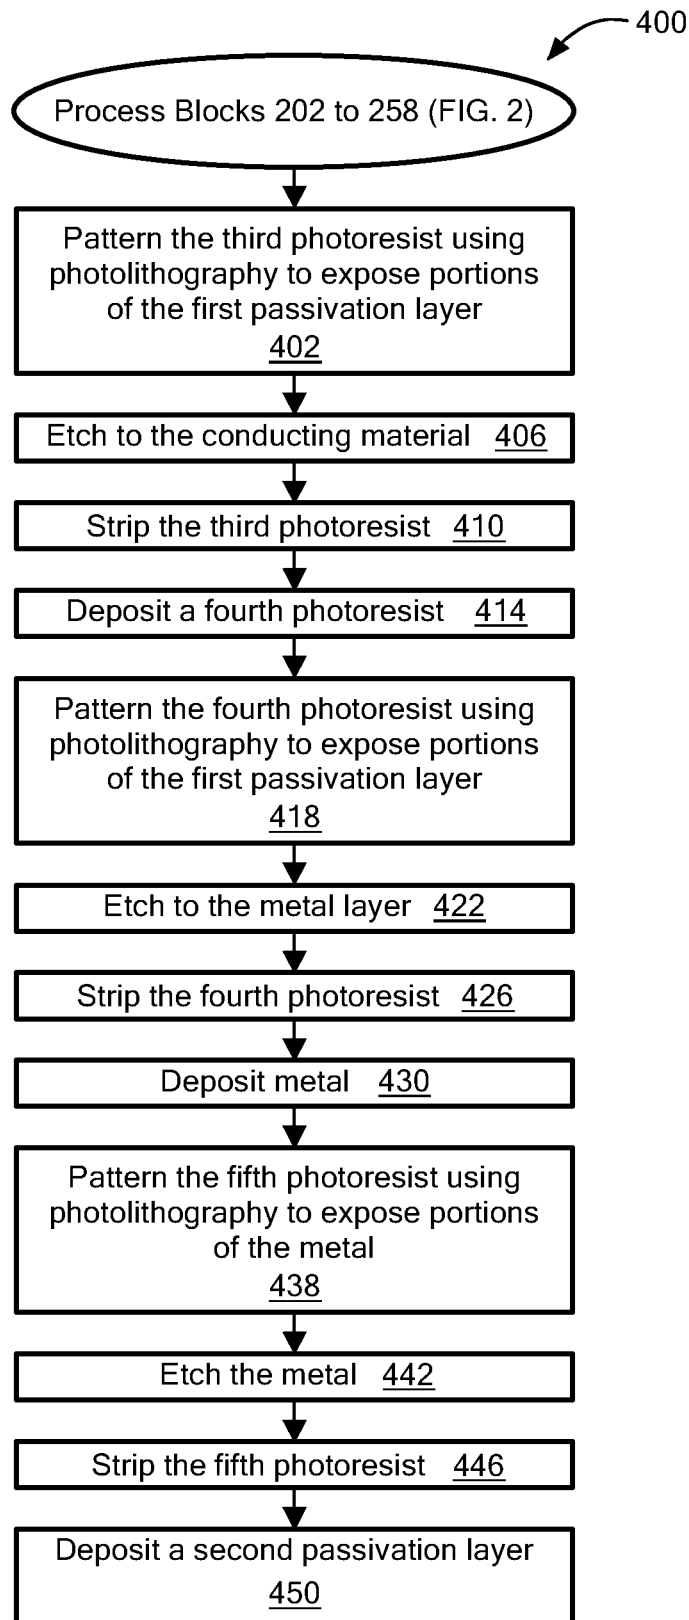 400
Process Blocks 202 to 258 (FIG. 2)
Pattern the third photoresist using
photolithography to expose portions
of the first passivation layer
402
Etch to the conducting material 406
Strip the third photoresist 410
Deposit a fourth photoresist 414
Pattern the fourth photoresist using
photolithography to expose portions
of the first passivation layer
418
Etch to the metal layer 422
Strip the fourth photoresist 426
Deposit metal 430
Pattern the fifth photoresist using
photolithography to expose portions
of the metal
438
Etch the metal 442
Strip the fifth photoresist 446
Deposit a second passivation layer
450